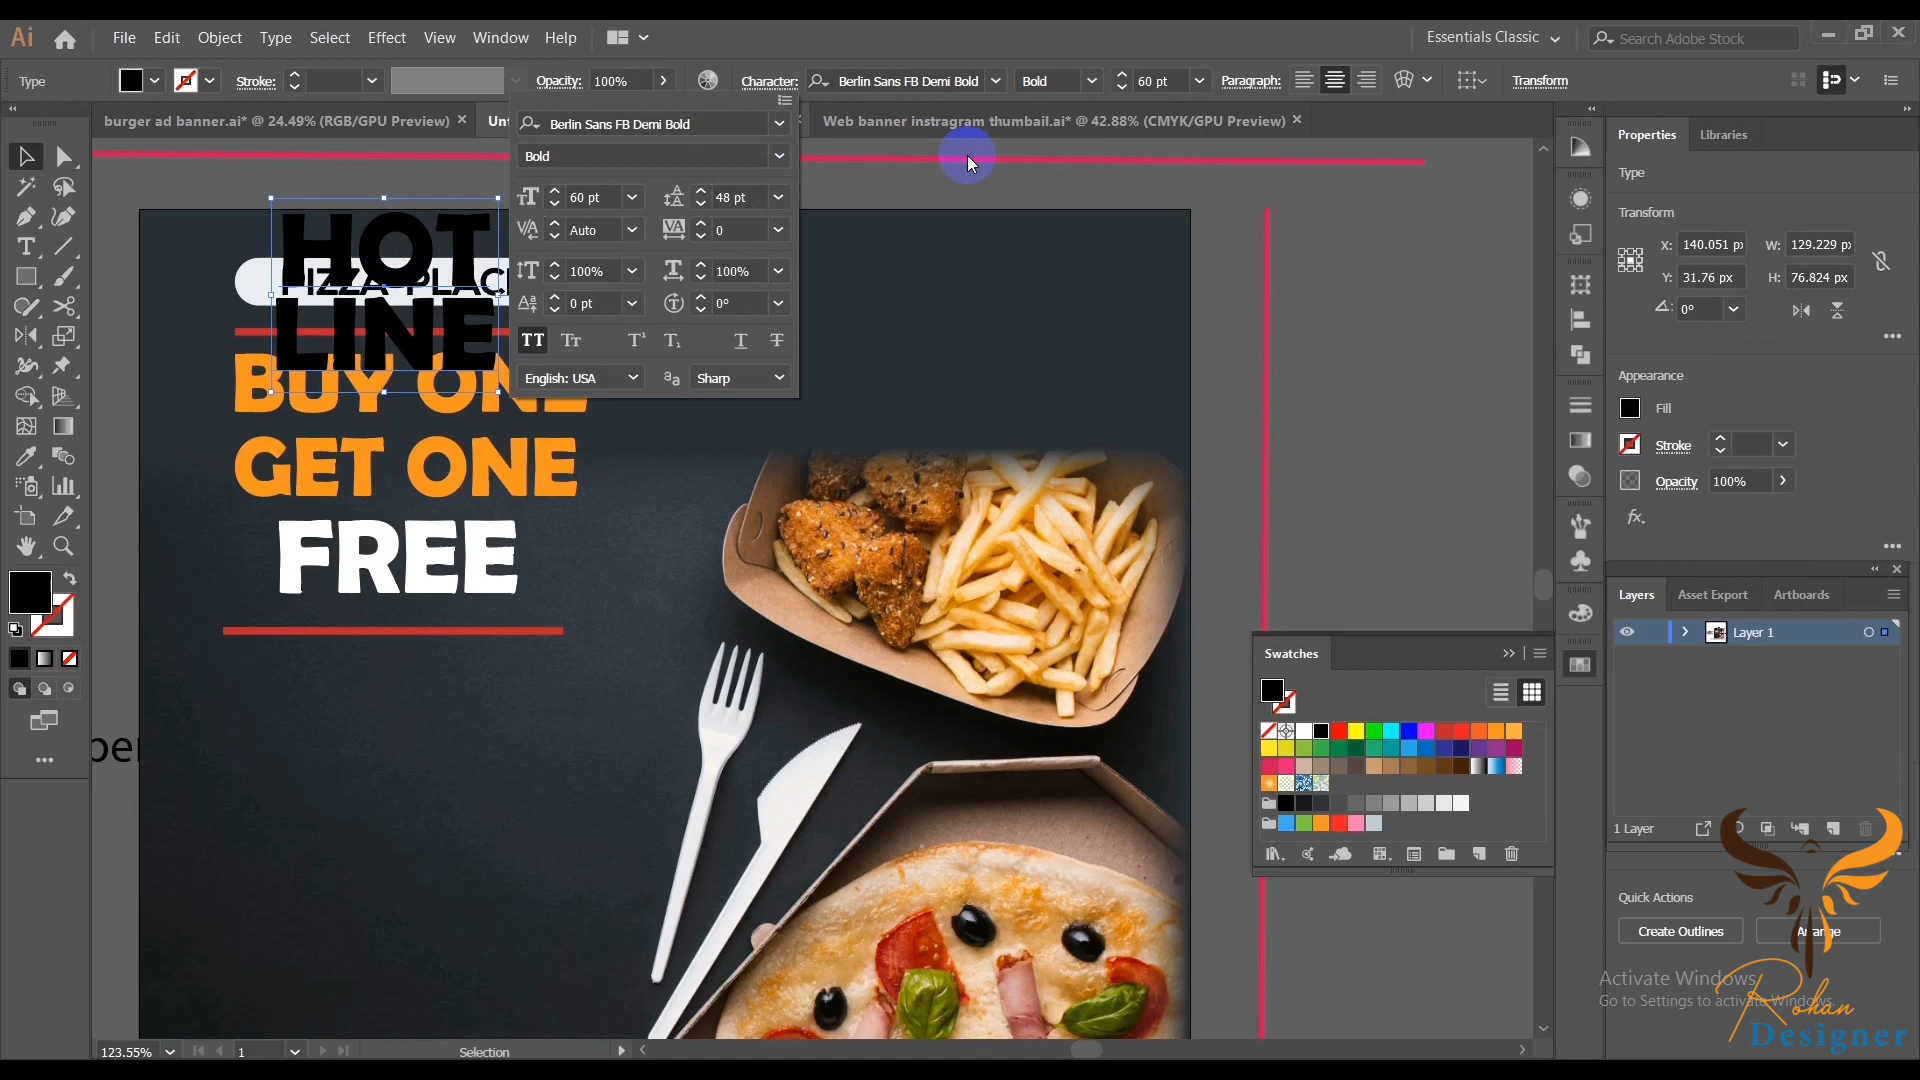 Ai File Edit Object Type Select Effect View Window Help Essentials Classic Search Adobe Stock
Type Stroke: Opacity: 100% Character: Berlin Sans FB Demi Bold Bold 60 pt Paragraph: Transform
burger ad banner.ai* @ 24.49% (RGB/GPU Preview) × Unt Web banner instragram thumbail.ai* @ 42.88% (CMYK/GPU Preview) ×
Berlin Sans FB Demi Bold
Bold
60 pt 48 pt
Auto 0
100% 100%
0 pt 0°
English: USA Sharp
HOT
LINE
PIZZA PLAC
BUY ONE
GET ONE
FREE
per
Properties Libraries
Type
Transform
X: 140.051 p W: 129.229 p
Y: 31.76 px H: 76.824 px
0°
Appearance
Fill
Stroke
Opacity 100%
fx
Layers Asset Export Artboards
Layer 1
1 Layer
Swatches
Quick Actions
Create Outlines Arrange
Activate Windows
Go to Settings to activate Windows.
Rohan
Designer
123.55% 1 Selection